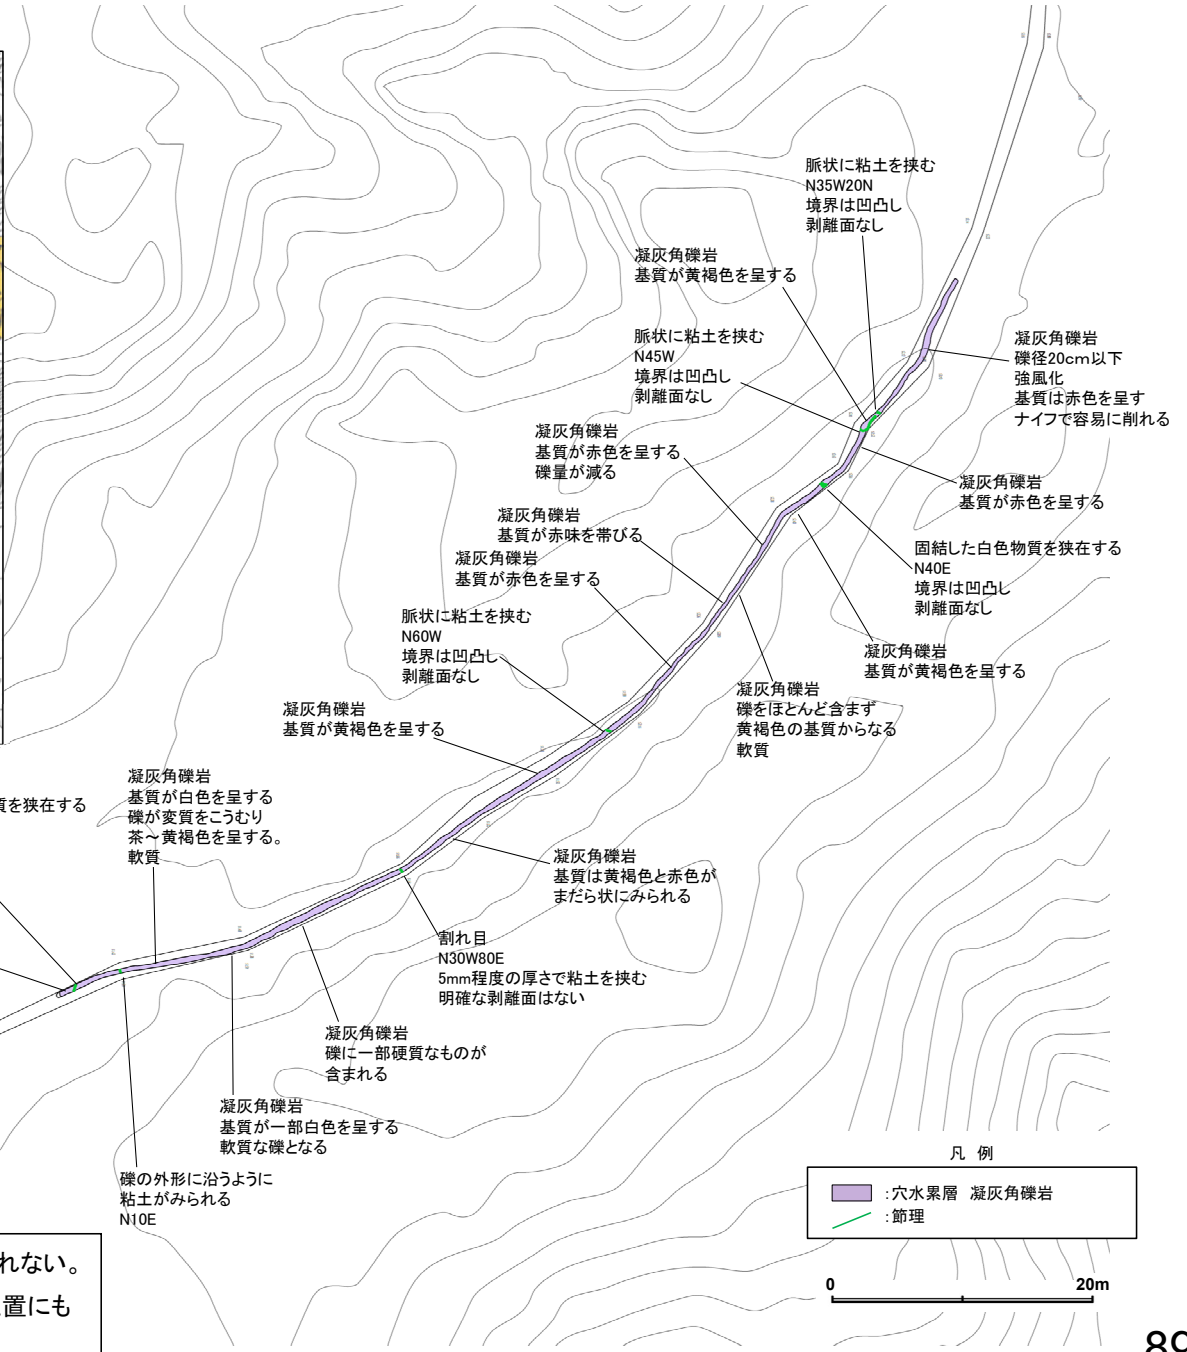 脈状に粘土を挟む
N35W20N
境界は凹凸し
剥離面なし
凝灰角礫岩
基質が黄褐色を呈する
脈状に粘土を挟む
N45W
境界は凹凸し
剥離面なし
凝灰角礫岩
礫径20cm以下
強風化
基質は赤色を呈す
ナイフで容易に削れる
凝灰角礫岩
基質が赤色を呈する
礫量が減る
凝灰角礫岩
基質が赤色を呈する
凝灰角礫岩
基質が赤味を帯びる
凝灰角礫岩
基質が赤色を呈する
固結した白色物質を狭在する
N40E
境界は凹凸し
剥離面なし
脈状に粘土を挟む
N60W
境界は凹凸し
剥離面なし
凝灰角礫岩
基質が黄褐色を呈する
凝灰角礫岩
礫をほとんど含まず
黄褐色の基質からなる
軟質
凝灰角礫岩
基質が黄褐色を呈する
質を狭在する
凝灰角礫岩
基質が白色を呈する
礫が変質をこうむり
茶～黄褐色を呈する。
軟質
凝灰角礫岩
基質は黄褐色と赤色が
まだら状にみられる
割れ目
N30W80E
5mm程度の厚さで粘土を挟む
明確な剥離面はない
凝灰角礫岩
礫に一部硬質なものが
含まれる
凝灰角礫岩
基質が一部白色を呈する
軟質な礫となる
礫の外形に沿うように
粘土がみられる
N10E
凡 例
:穴水累層 凝灰角礫岩
:節理
0 20m
れない。
置にも
89